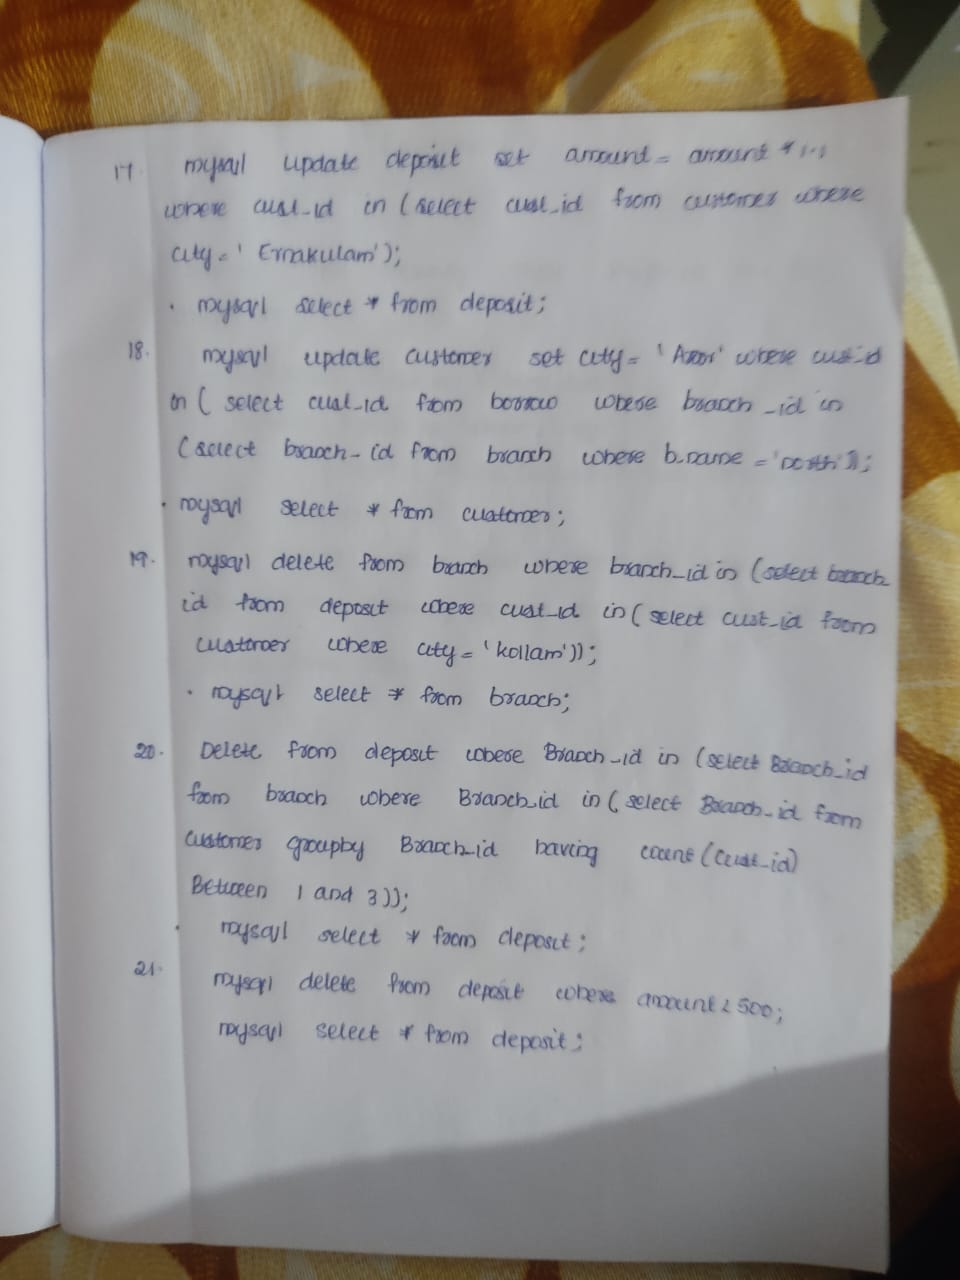 17. mysql update deposit set amount = amount * 1.1
where cust_id in (select cust_id from customer where
city = 'Ernakulam');
. mysql select * from deposit;
18. mysql update customer set city = where cust_id
in (select cust_id from borrow where branch_id in
(select branch_id from branch where b.name = 'north'));
. mysql select * from customer;
19. mysql delete from branch where branch_id in (select branch_
id from deposit where cust_id in (select cust_id from
customer where city = 'kollam'));
. mysql select * from branch;
20. Delete from deposit where Branch_id in (select Branch_id
from branch where Branch_id in (select Branch_id from
customer groupby Branch_id having count (cust_id)
Between 1 and 3));
. mysql select * from deposit;
21. mysql delete from deposit where amount < 500;
mysql select * from deposit;